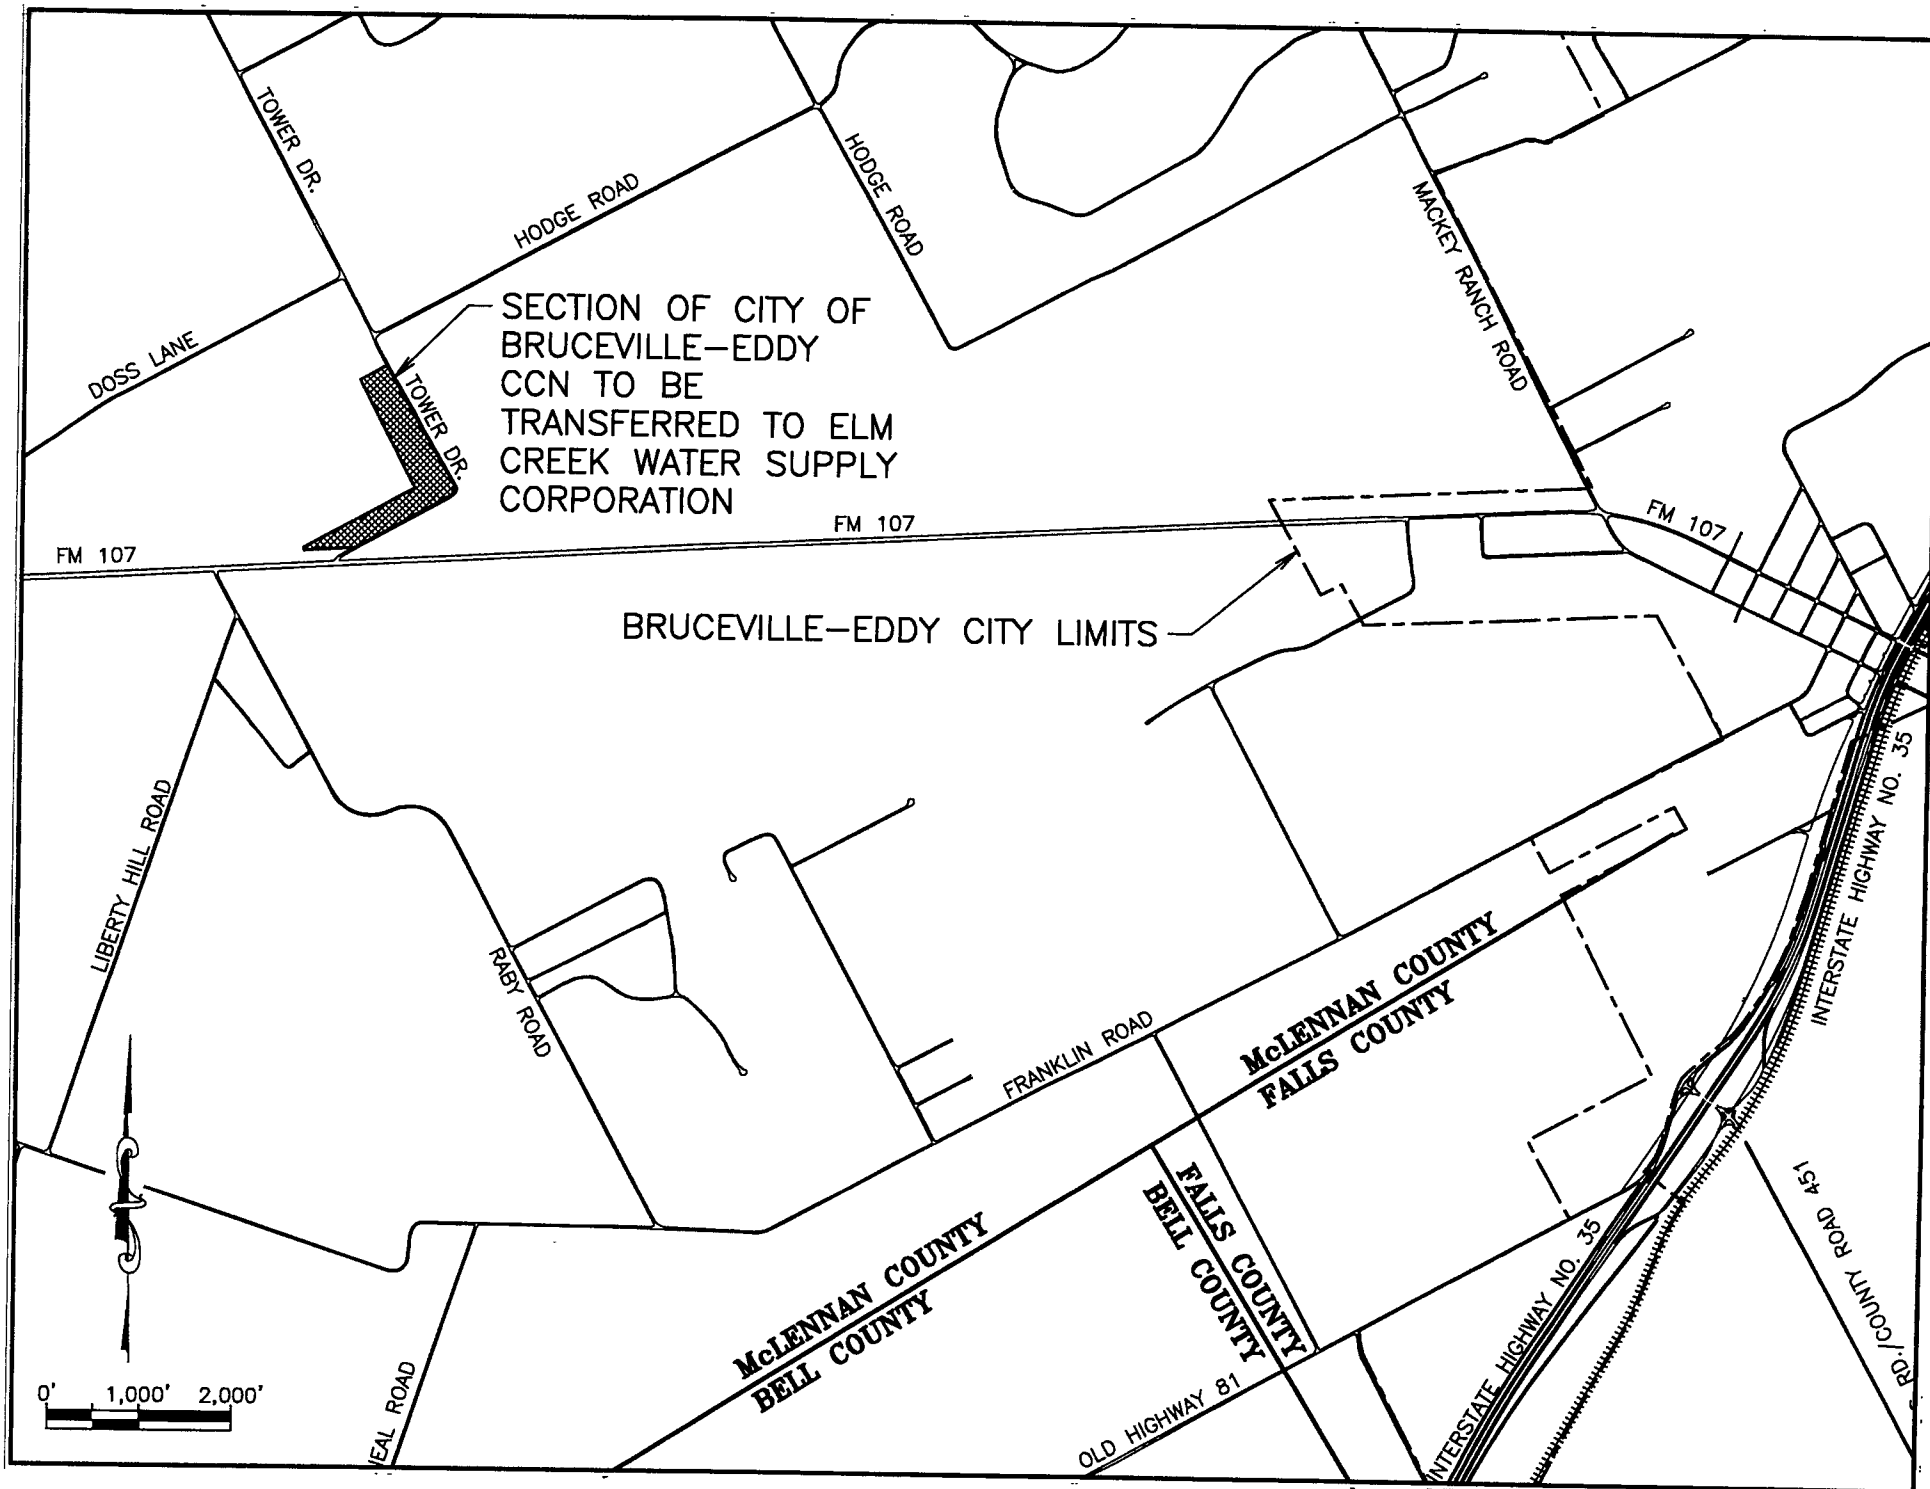 TOWER DR.
HODGE ROAD
HODGE ROAD
MACKEY RANCH ROAD
DOSS LANE
SECTION OF CITY OF
BRUCEVILLE-EDDY
CCN TO BE
TRANSFERRED TO ELM
CREEK WATER SUPPLY
CORPORATION
TOWER DR.
FM 107
FM 107
FM 107
BRUCEVILLE-EDDY CITY LIMITS
LIBERTY HILL ROAD
RABY ROAD
FRANKLIN ROAD
McLENNAN COUNTY
FALLS COUNTY
INTERSTATE HIGHWAY NO. 35
FALLS COUNTY
BELL COUNTY
McLENNAN COUNTY
BELL COUNTY
INTERSTATE HIGHWAY NO. 35
OLD HIGHWAY 81
RD./COUNTY ROAD 451
EAL ROAD
0' 1,000' 2,000'